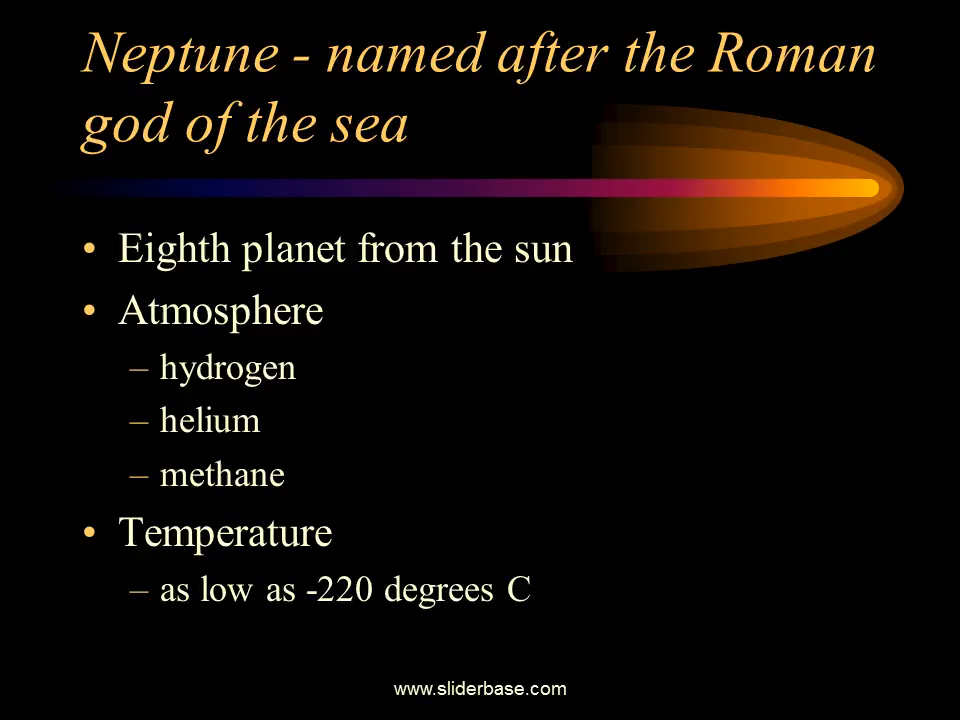 Neptune - named after the Roman
god of the sea
• Eighth planet from the sun
• Atmosphere
– hydrogen
– helium
– methane
• Temperature
– as low as -220 degrees C
www.sliderbase.com